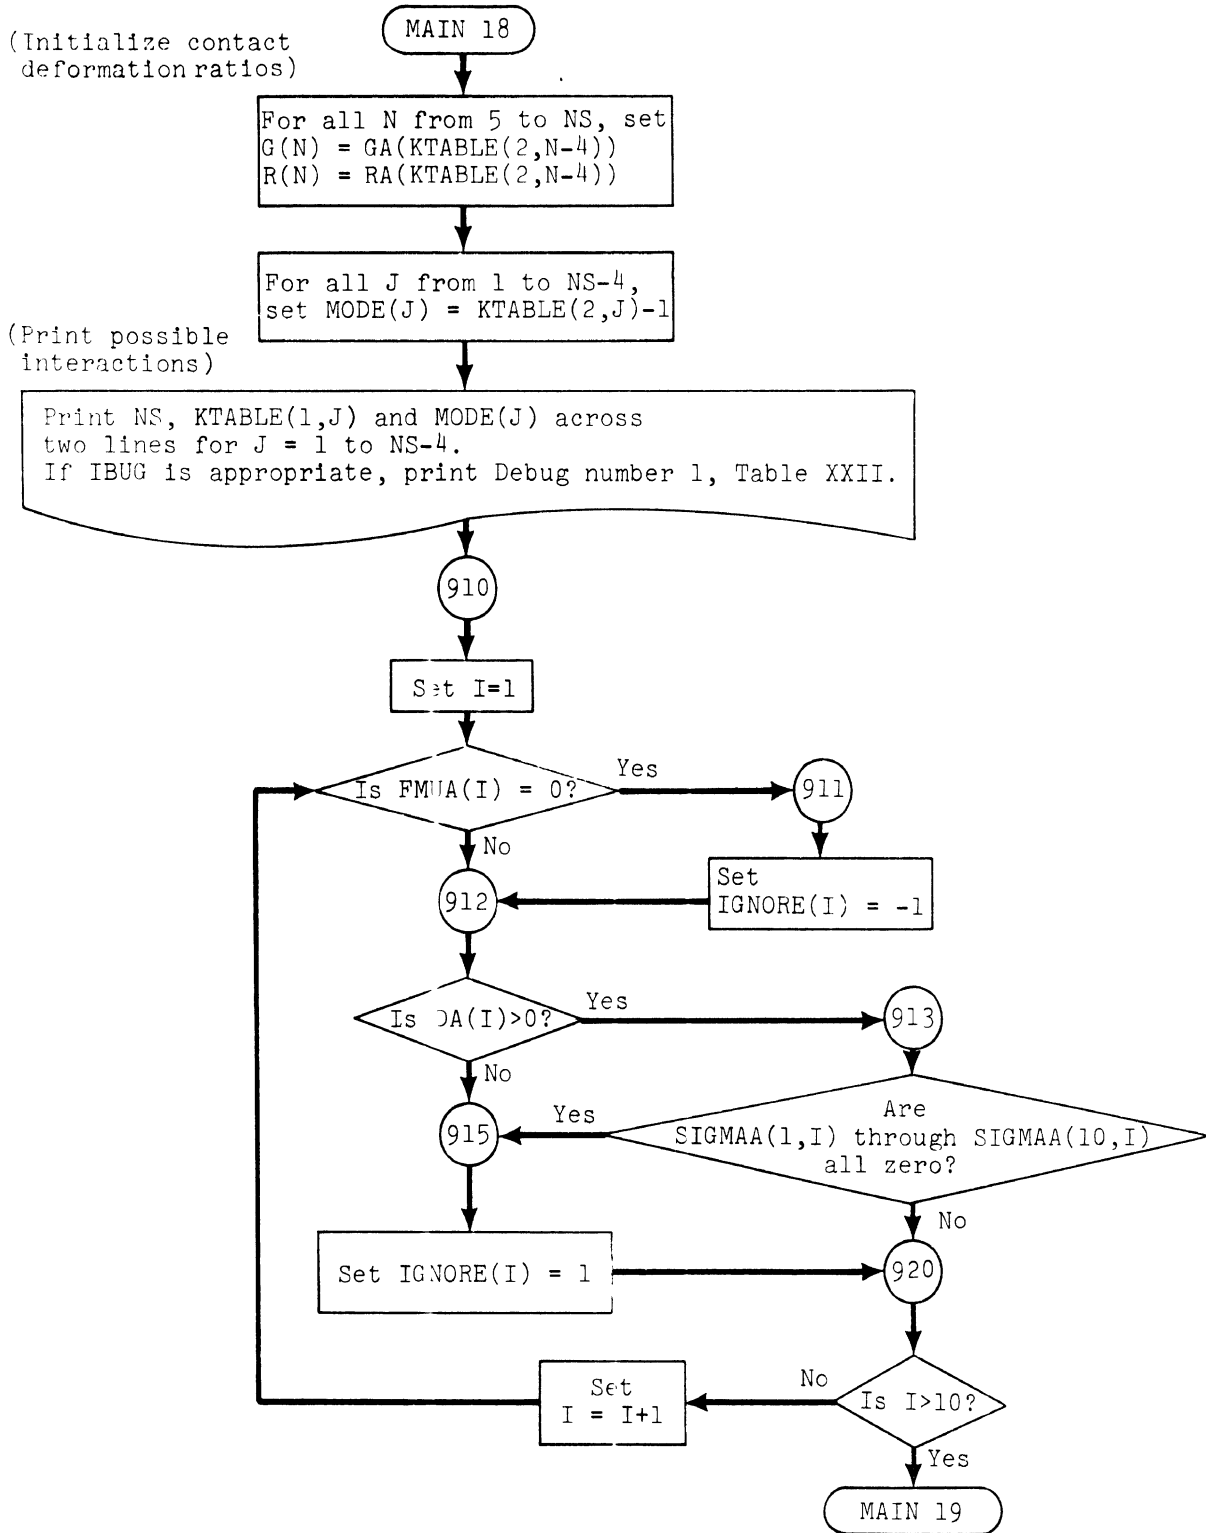 MAIN 18
(Initialize contact
deformation ratios)
For all N from 5 to NS, set
G(N) = GA(KTABLE(2,N-4))
R(N) = RA(KTABLE(2,N-4))
For all J from 1 to NS-4,
set MODE(J) = KTABLE(2,J)-1
(Print possible
interactions)
Print NS, KTABLE(1,J) and MODE(J) across
two lines for J = 1 to NS-4.
If IBUG is appropriate, print Debug number 1, Table XXII.
910
Set I=1
Is FMUA(I) = 0?
Yes
911
No
Set
IGNORE(I) = -1
912
Is DA(I)>0?
Yes
913
No
915
Yes
Are
SIGMAA(1,I) through SIGMAA(10,I)
all zero?
No
Set IGNORE(I) = 1
920
Is I>10?
No
Set
I = I+1
Yes
MAIN 19